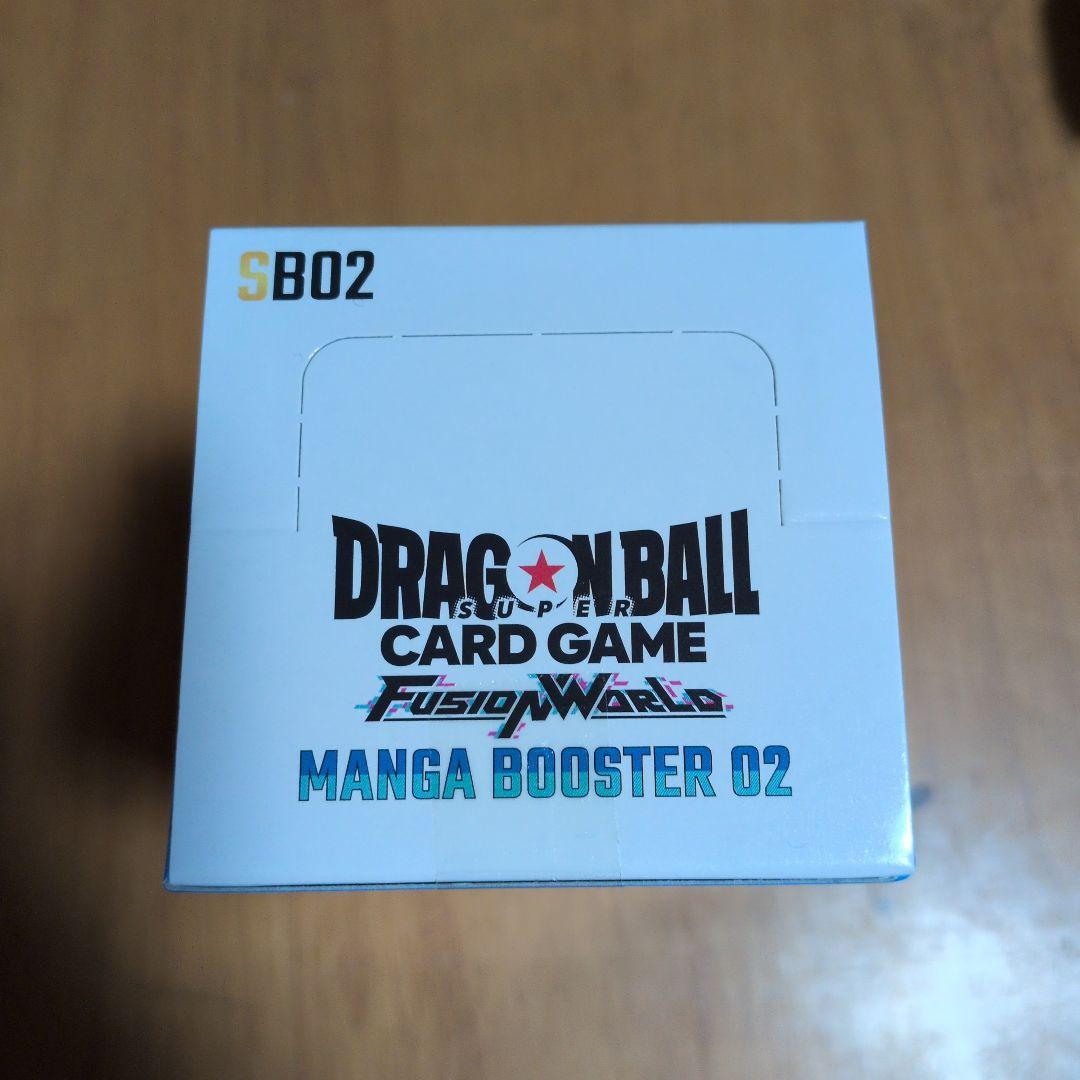 SB02
DRAGON BALL
SUPER
CARD GAME
FUSION WORLD
MANGA BOOSTER 02